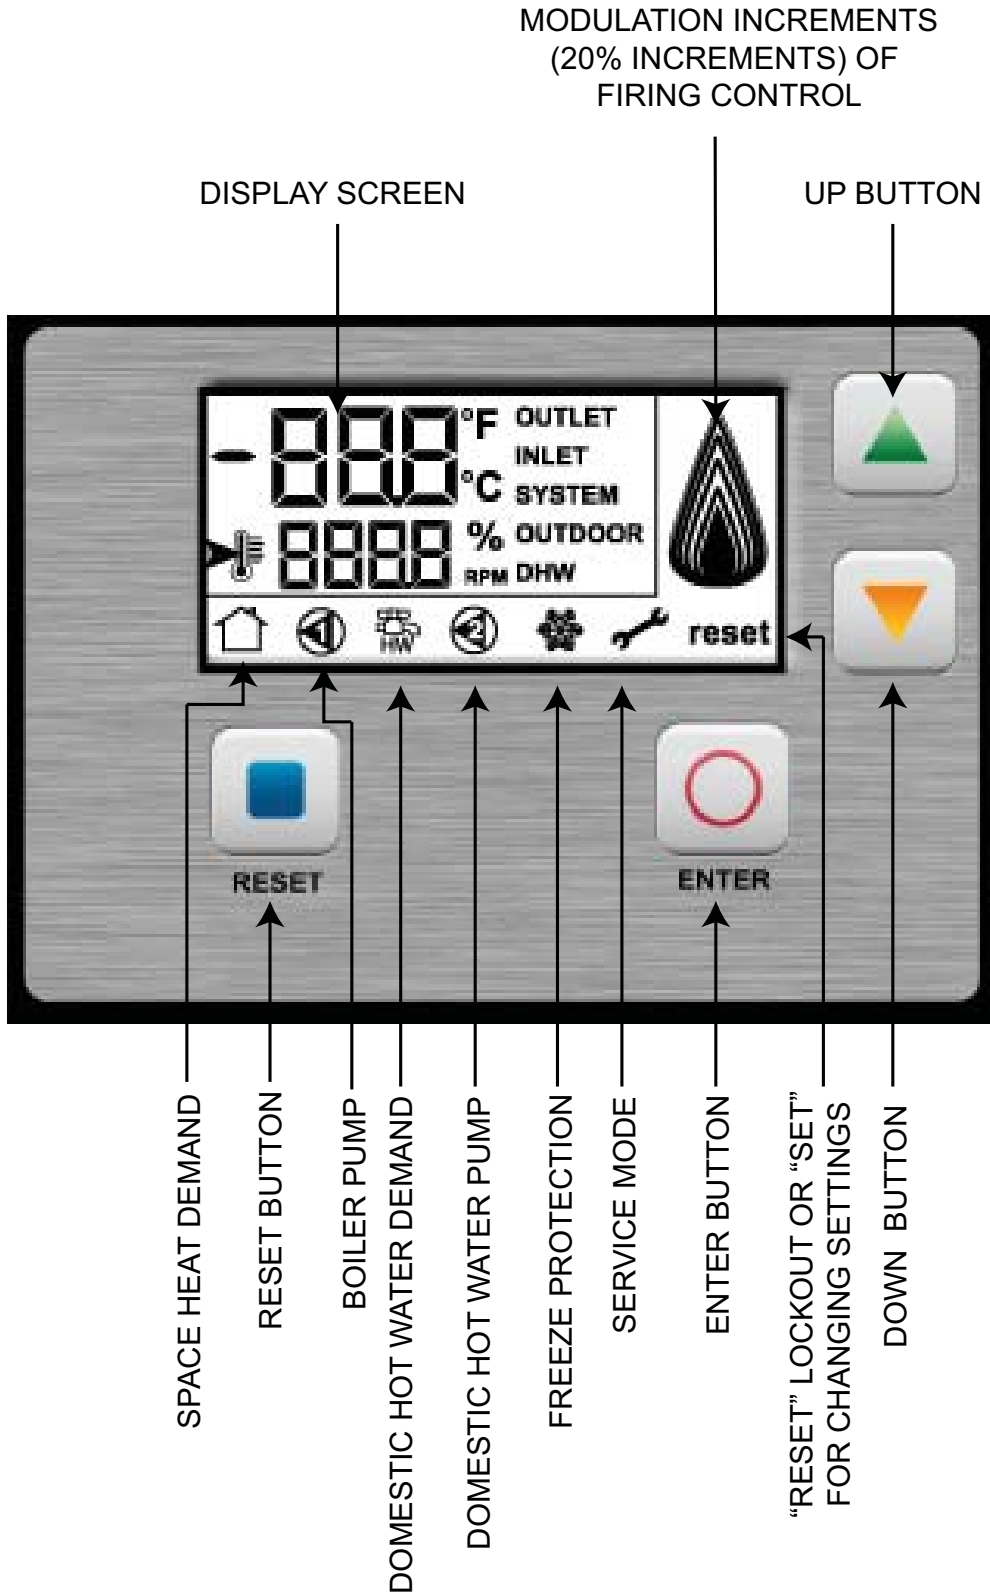 MODULATION INCREMENTS
(20% INCREMENTS) OF
FIRING CONTROL
DISPLAY SCREEN
UP BUTTON
°F OUTLET
INLET
°C SYSTEM
% OUTDOOR
RPM DHW
HW
reset
RESET
ENTER
SPACE HEAT DEMAND
RESET BUTTON
BOILER PUMP
DOMESTIC HOT WATER DEMAND
DOMESTIC HOT WATER PUMP
FREEZE PROTECTION
SERVICE MODE
ENTER BUTTON
“RESET” LOCKOUT OR “SET”
FOR CHANGING SETTINGS
DOWN BUTTON